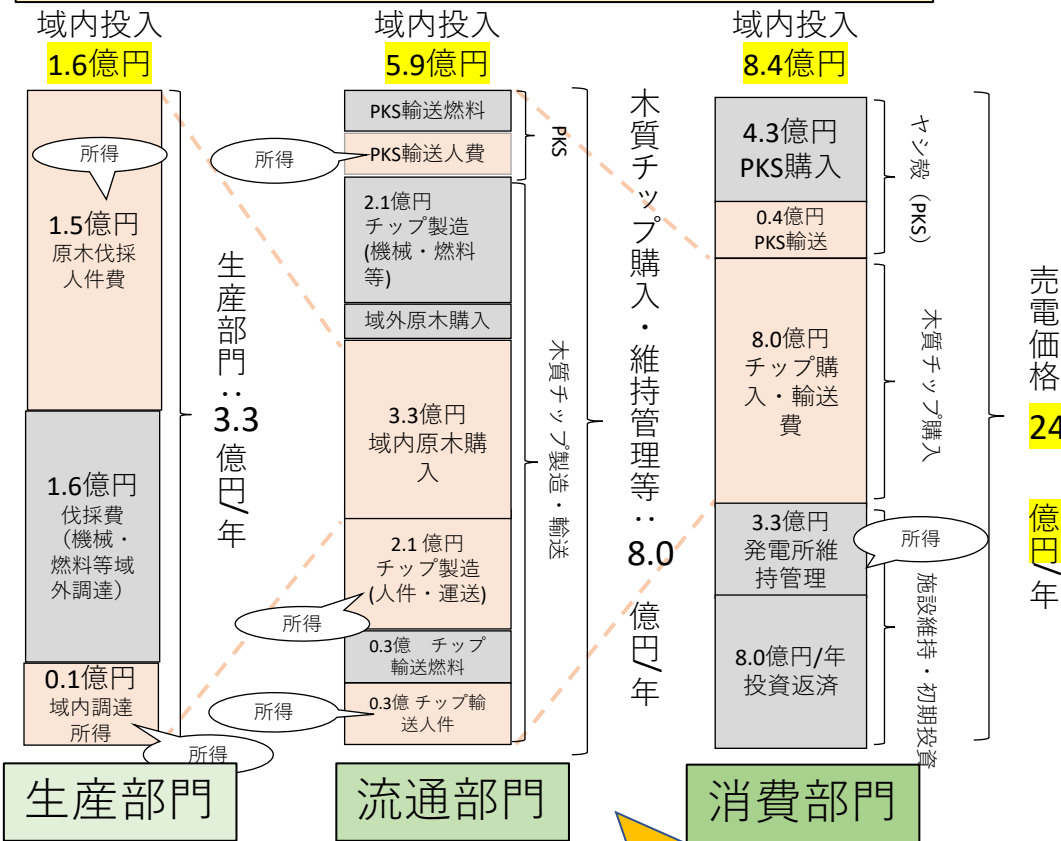 域内投入
1.6億円
所得
1.5億円
原木伐採
人件費
1.6億円
伐採費
（機械・
燃料等域
外調達）
0.1億円
域内調達
所得
所得
生産部門：3.3億円/年
生産部門
域内投入
5.9億円
PKS輸送燃料
PKS輸送人費
所得
PKS
2.1億円
チップ製造
(機械・燃料
等)
域外原木購入
3.3億円
域内原木購
入
2.1 億円
チップ製造
(人件・運送)
所得
0.3億 チップ
輸送燃料
0.3億 チップ輸
送人件
所得
木質チップ製造・輸送
木質チップ購入・維持管理等：8.0億円/年
流通部門
域内投入
8.4億円
4.3億円
PKS購入
0.4億円
PKS輸送
ヤシ殻（PKS）
8.0億円
チップ購
入・輸送
費
木質チップ購入
3.3億円
発電所維
持管理
所得
8.0億円/年
投資返済
施設維持・初期投資
売電価格 24億円/年
消費部門